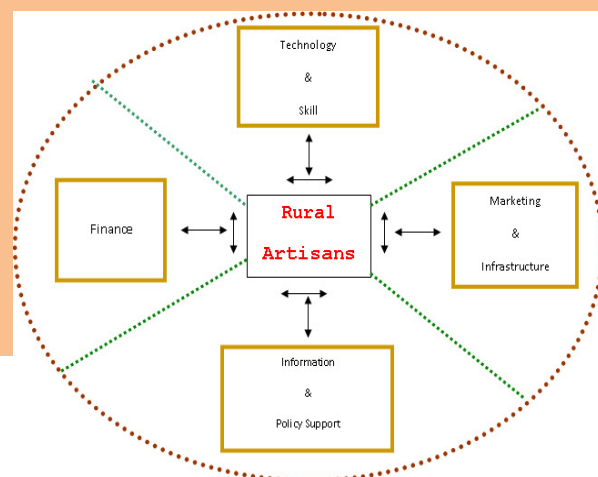 Technology
&
Skill
Finance
Rural
Artisans
Marketing
&
Infrastructure
Information
&
Policy Support